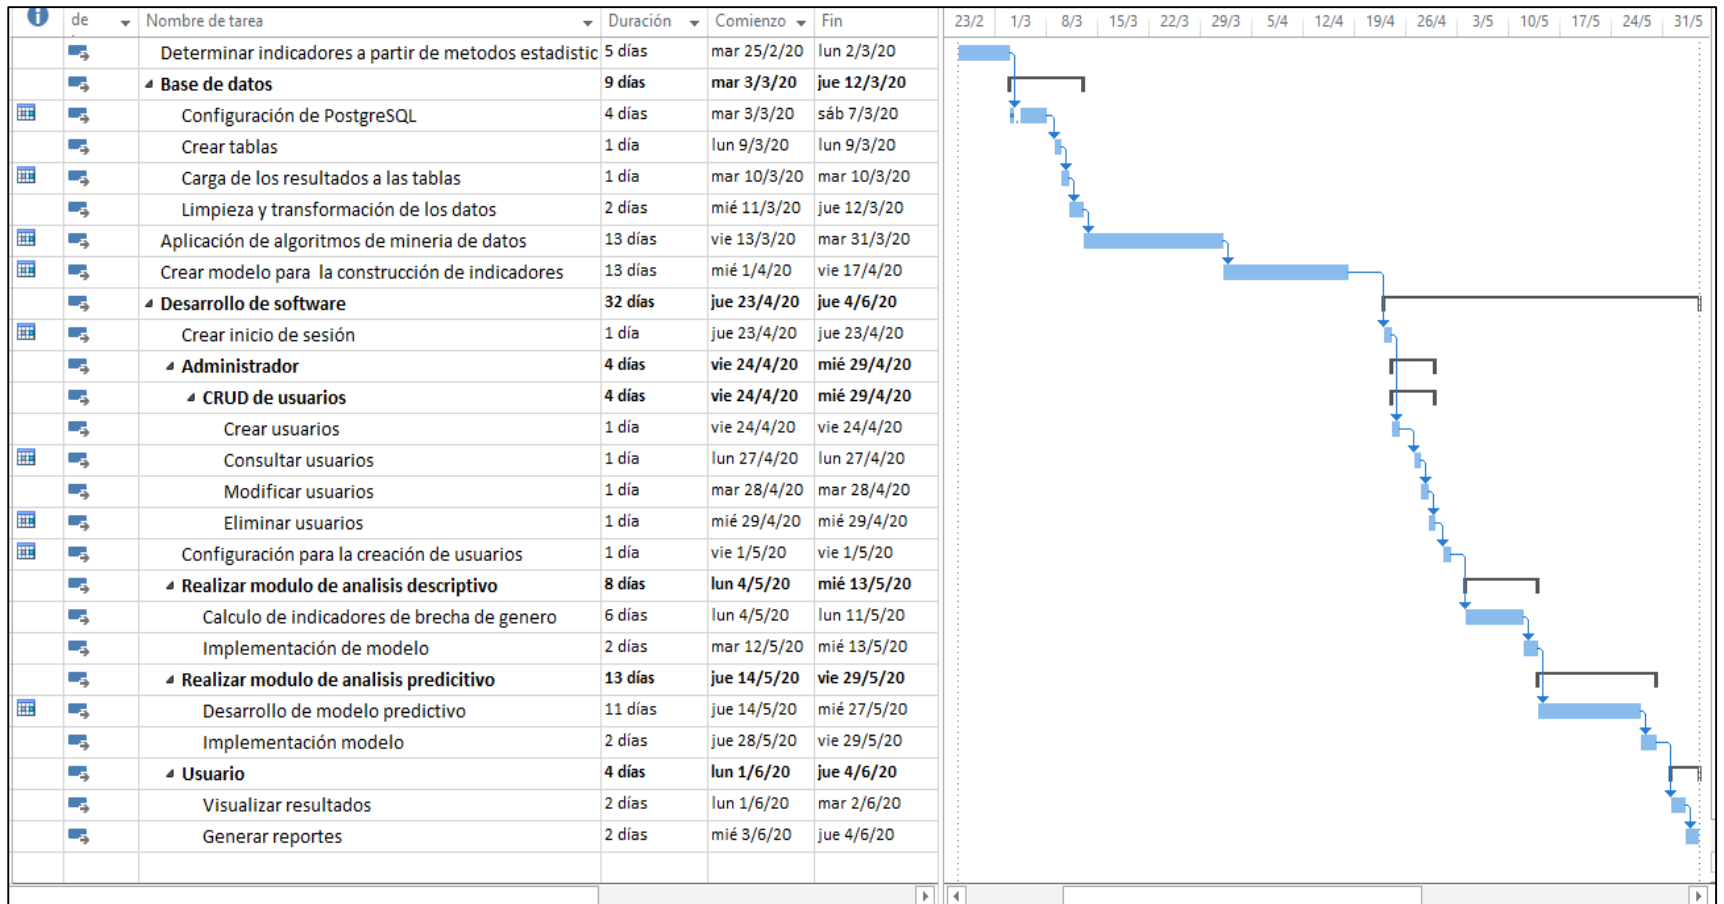 de Nombre de tarea Duración Comienzo Fin 23/2 1/3 8/3 15/3 22/3 29/3 5/4 12/4 19/4 26/4 3/5 10/5 17/5 24/5 31/5
Determinar indicadores a partir de metodos estadistic 5 días mar 25/2/20 lun 2/3/20
Base de datos 9 días mar 3/3/20 jue 12/3/20
Configuración de PostgreSQL 4 días mar 3/3/20 sáb 7/3/20
Crear tablas 1 día lun 9/3/20 lun 9/3/20
Carga de los resultados a las tablas 1 día mar 10/3/20 mar 10/3/20
Limpieza y transformación de los datos 2 días mié 11/3/20 jue 12/3/20
Aplicación de algoritmos de mineria de datos 13 días vie 13/3/20 mar 31/3/20
Crear modelo para la construcción de indicadores 13 días mié 1/4/20 vie 17/4/20
Desarrollo de software 32 días jue 23/4/20 jue 4/6/20
Crear inicio de sesión 1 día jue 23/4/20 jue 23/4/20
Administrador 4 días vie 24/4/20 mié 29/4/20
CRUD de usuarios 4 días vie 24/4/20 mié 29/4/20
Crear usuarios 1 día vie 24/4/20 vie 24/4/20
Consultar usuarios 1 día lun 27/4/20 lun 27/4/20
Modificar usuarios 1 día mar 28/4/20 mar 28/4/20
Eliminar usuarios 1 día mié 29/4/20 mié 29/4/20
Configuración para la creación de usuarios 1 día vie 1/5/20 vie 1/5/20
Realizar modulo de analisis descriptivo 8 días lun 4/5/20 mié 13/5/20
Calculo de indicadores de brecha de genero 6 días lun 4/5/20 lun 11/5/20
Implementación de modelo 2 días mar 12/5/20 mié 13/5/20
Realizar modulo de analisis predicitivo 13 días jue 14/5/20 vie 29/5/20
Desarrollo de modelo predictivo 11 días jue 14/5/20 mié 27/5/20
Implementación modelo 2 días jue 28/5/20 vie 29/5/20
Usuario 4 días lun 1/6/20 jue 4/6/20
Visualizar resultados 2 días lun 1/6/20 mar 2/6/20
Generar reportes 2 días mié 3/6/20 jue 4/6/20